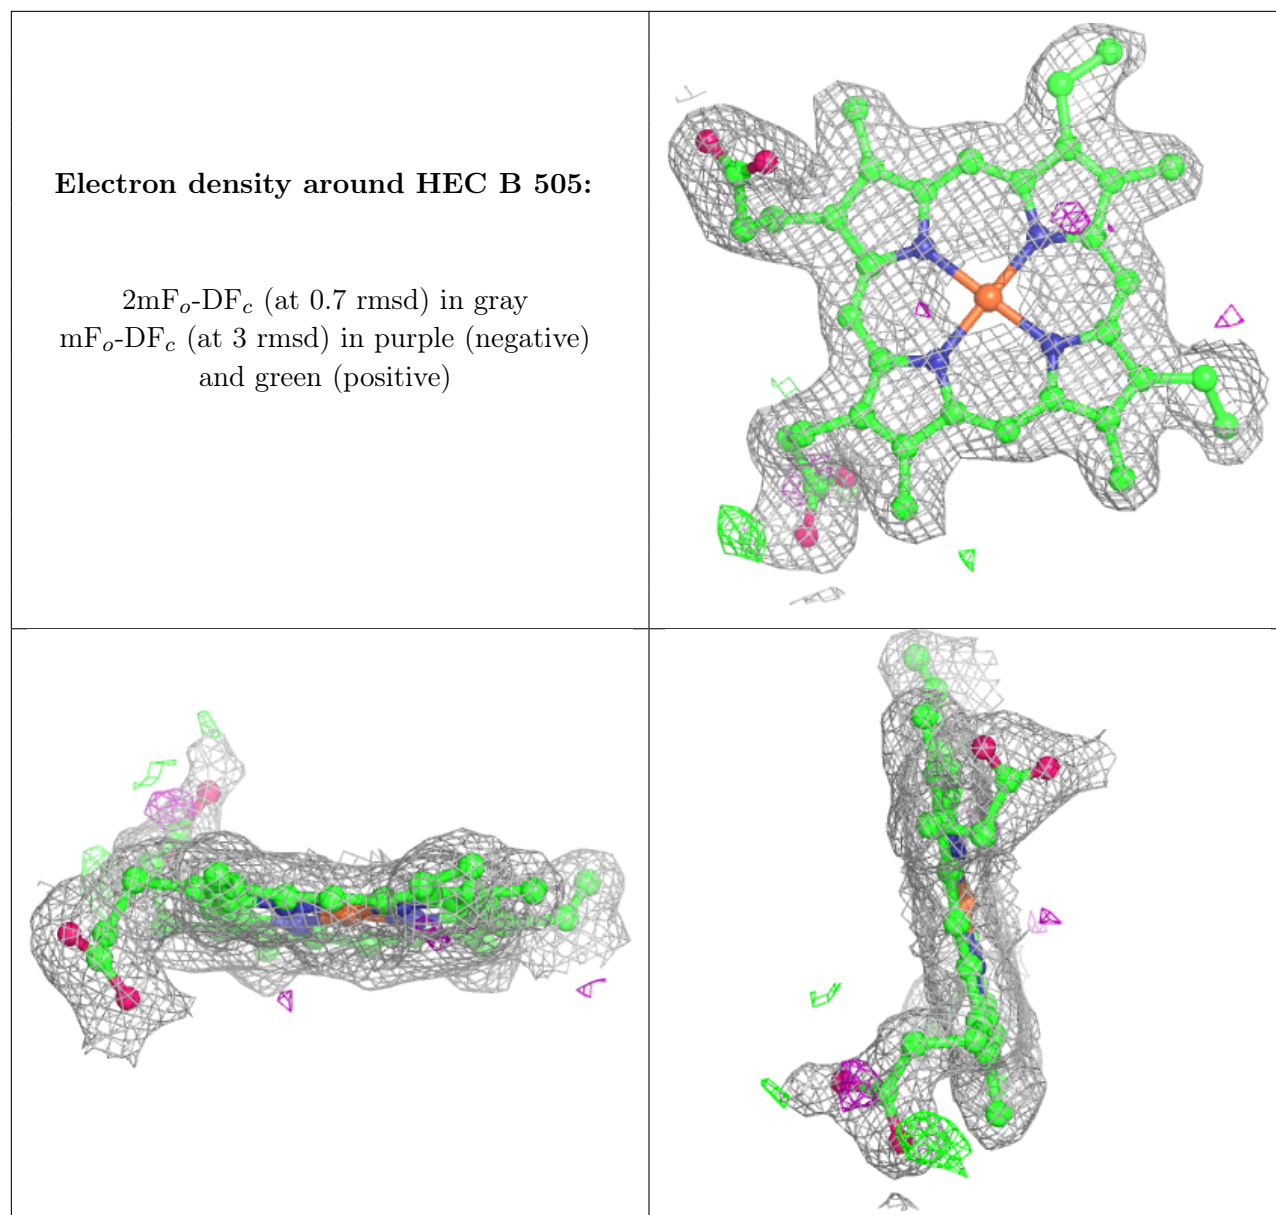 Electron density around HEC B 505:
2mFo-DFc (at 0.7 rmsd) in gray
mFo-DFc (at 3 rmsd) in purple (negative)
and green (positive)